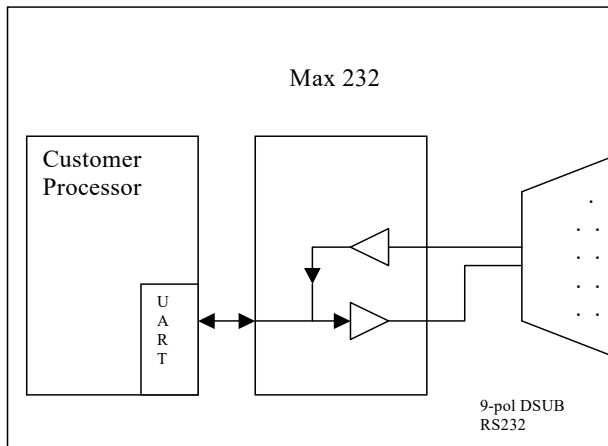 Max 232
Customer
Processor
U
A
R
T
9-pol DSUB
RS232